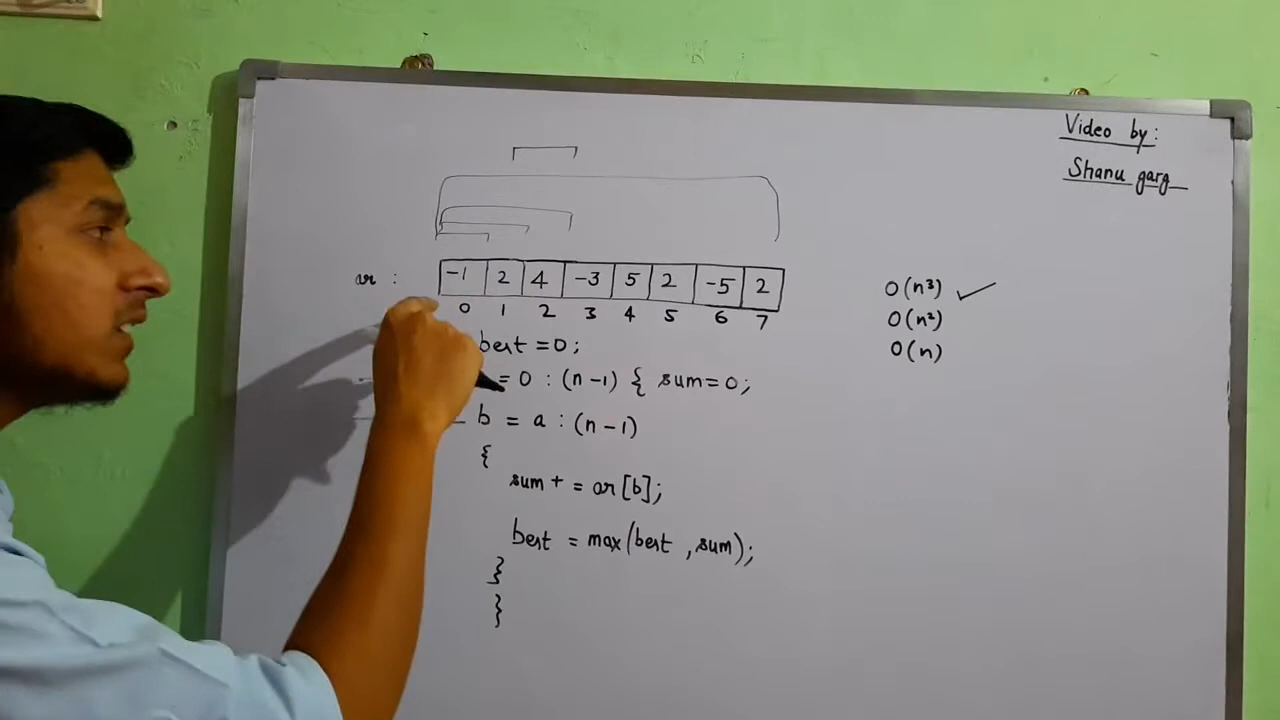 Video by:
Shanu garg
ar :
-1 2 4 -3 5 2 -5 2
0 1 2 3 4 5 6 7
O(n³)
O(n²)
O(n)
best = 0;
= 0 : (n-1) { sum = 0;
b = a : (n-1)
{
sum + = ar[b];
best = max(best , sum);
}
}